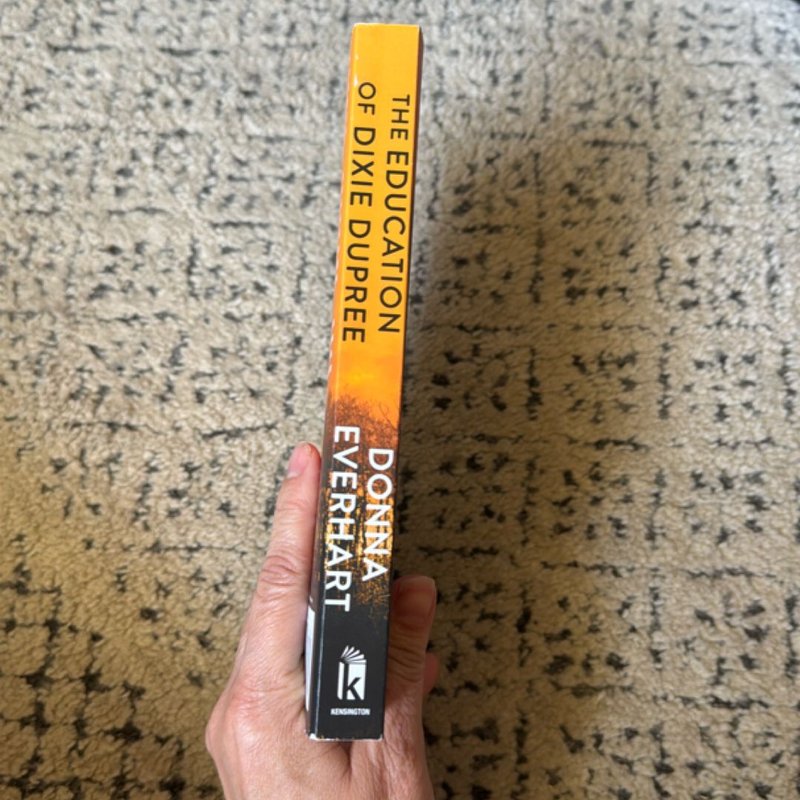 THE EDUCATION
OF DIXIE DUPREE
DONNA
EVERHART
k
KENSINGTON